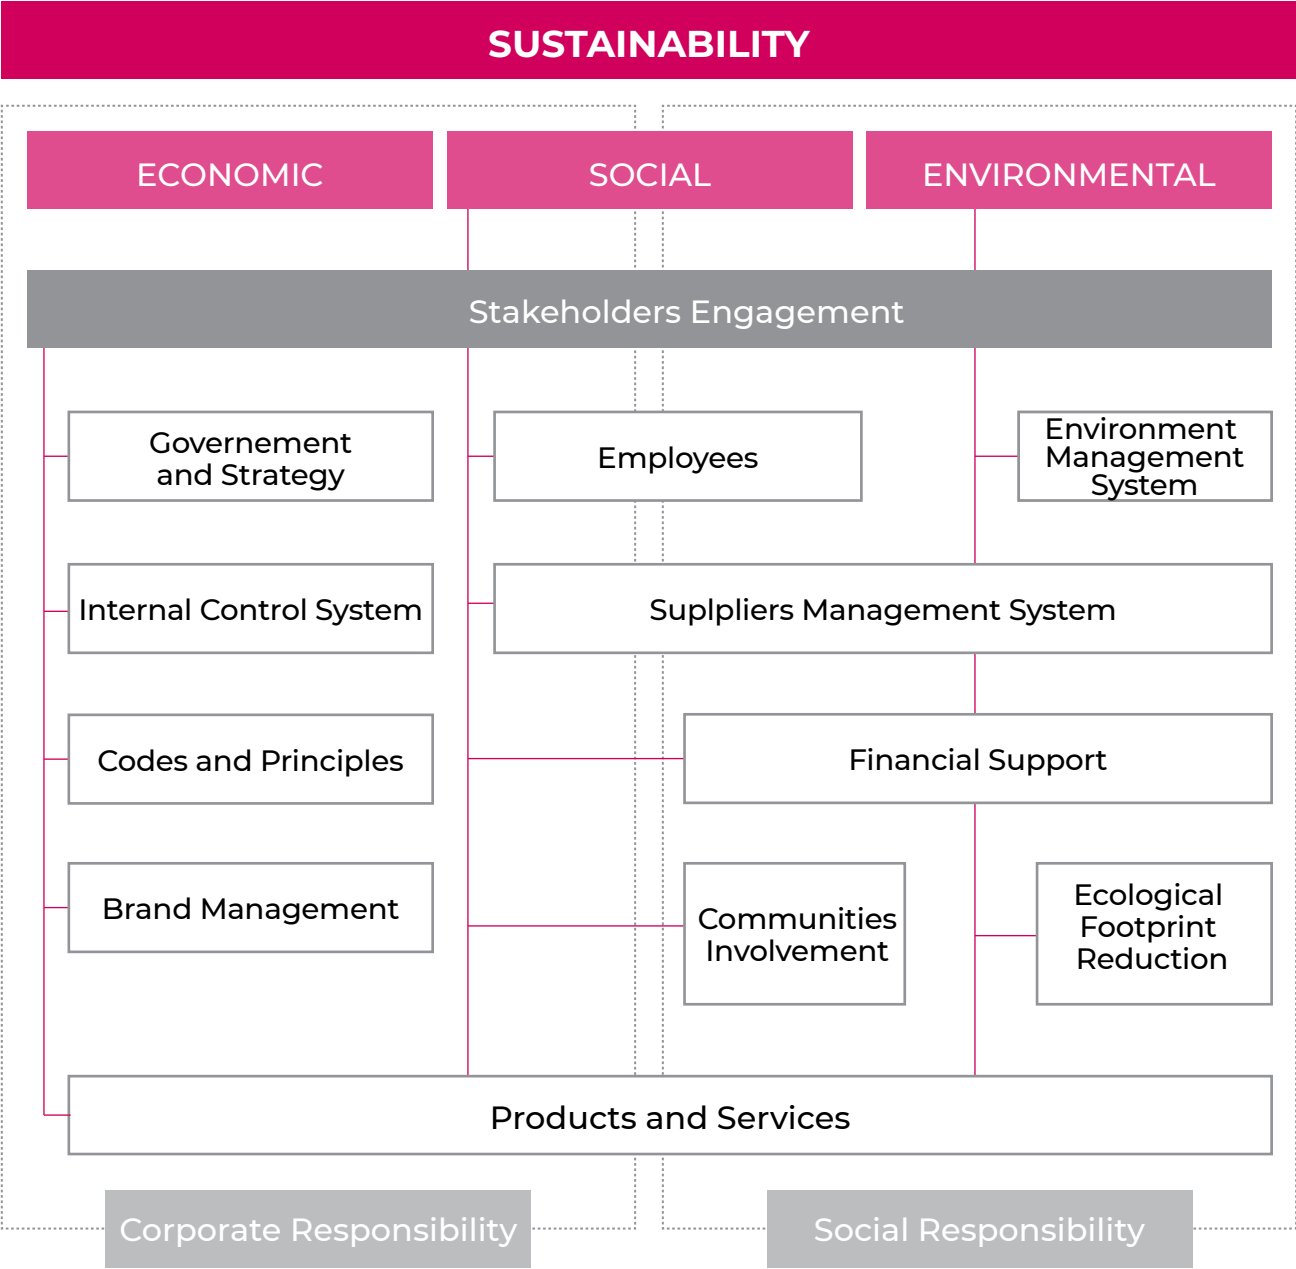 SUSTAINABILITY
ECONOMIC
SOCIAL
ENVIRONMENTAL
Stakeholders Engagement
Governement
and Strategy
Employees
Environment
Management
System
Internal Control System
Suplpliers Management System
Codes and Principles
Financial Support
Brand Management
Communities
Involvement
Ecological
Footprint
Reduction
Products and Services
Corporate Responsibility
Social Responsibility